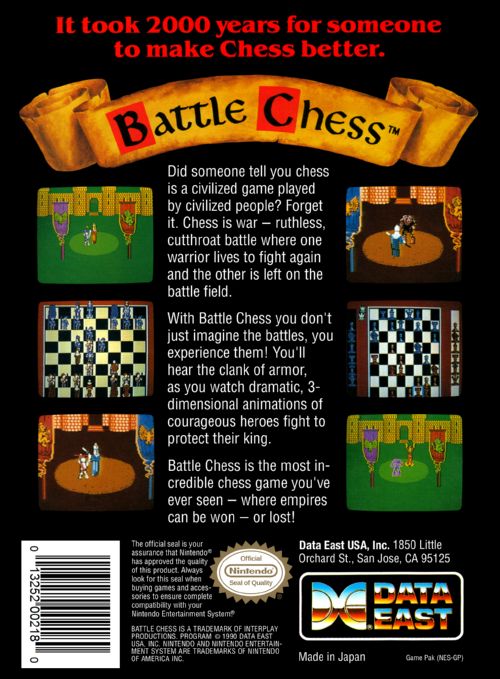 It took 2000 years for someone
to make Chess better.
Battle Chess™
Did someone tell you chess
is a civilized game played
by civilized people? Forget
it. Chess is war – ruthless,
cutthroat battle where one
warrior lives to fight again
and the other is left on the
battle field.
With Battle Chess you don't
just imagine the battles, you
experience them! You'll
hear the clank of armor,
as you watch dramatic, 3-
dimensional animations of
courageous heroes fight to
protect their king.
Battle Chess is the most in-
credible chess game you've
ever seen – where empires
can be won – or lost!
0 13252 00218 0
The official seal is your
assurance that Nintendo®
has approved the quality
of this product. Always
look for this seal when
buying games and acces-
sories to ensure complete
compatibility with your
Nintendo Entertainment System®
Official
Nintendo
Seal of Quality
BATTLE CHESS IS A TRADEMARK OF INTERPLAY
PRODUCTIONS. PROGRAM © 1990 DATA EAST
USA, INC. NINTENDO AND NINTENDO ENTERTAIN-
MENT SYSTEM ARE TRADEMARKS OF NINTENDO
OF AMERICA INC.
Data East USA, Inc. 1850 Little
Orchard St., San Jose, CA 95125
DATA
EAST
Made in Japan
Game Pak (NES-GP)